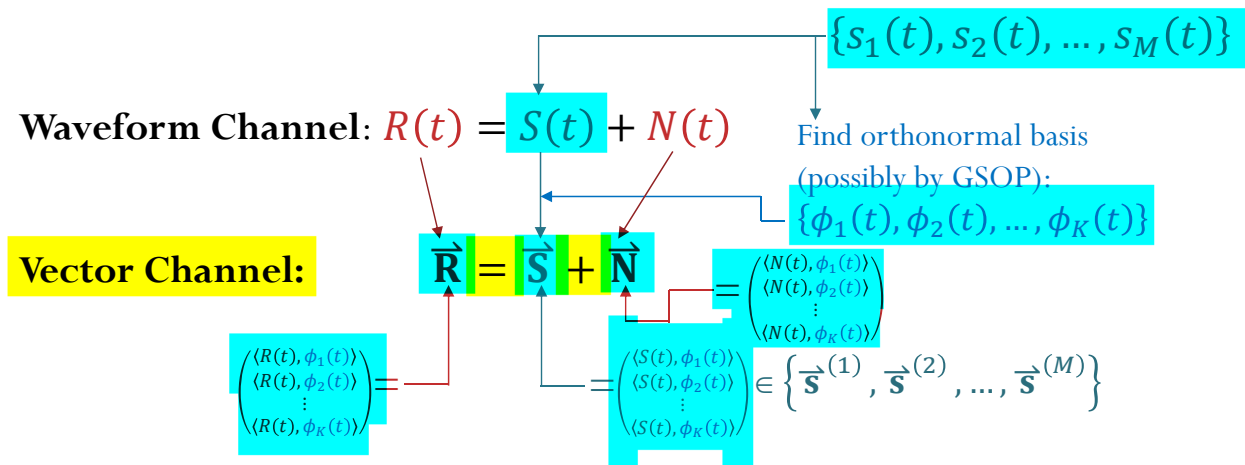 {s₁(t), s₂(t), …, s_M(t)}
Waveform Channel: R(t) = S(t) + N(t)
Find orthonormal basis
(possibly by GSOP):
{ϕ₁(t), ϕ₂(t), …, ϕ_K(t)}
Vector Channel: R⃗ = S⃗ + N⃗
= (⟨N(t), ϕ₁(t)⟩
⟨N(t), ϕ₂(t)⟩
⋮
⟨N(t), ϕ_K(t)⟩)
(⟨R(t), ϕ₁(t)⟩
⟨R(t), ϕ₂(t)⟩
⋮
⟨R(t), ϕ_K(t)⟩) =
= (⟨S(t), ϕ₁(t)⟩
⟨S(t), ϕ₂(t)⟩
⋮
⟨S(t), ϕ_K(t)⟩) ∈ {s⃗⁽¹⁾, s⃗⁽²⁾, …, s⃗⁽ᴹ⁾}